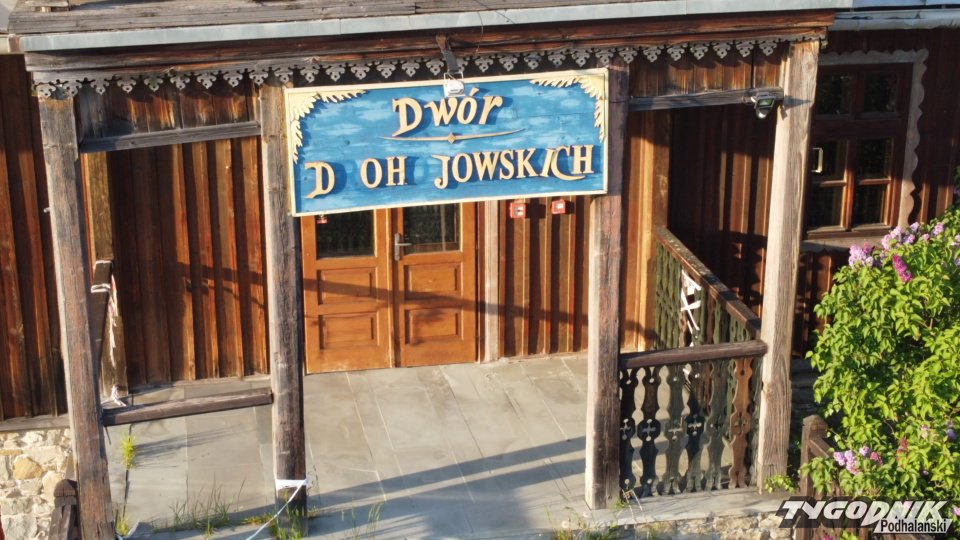 Dwór
D OH JOWSKICH
TYGODNIK
Podhalański